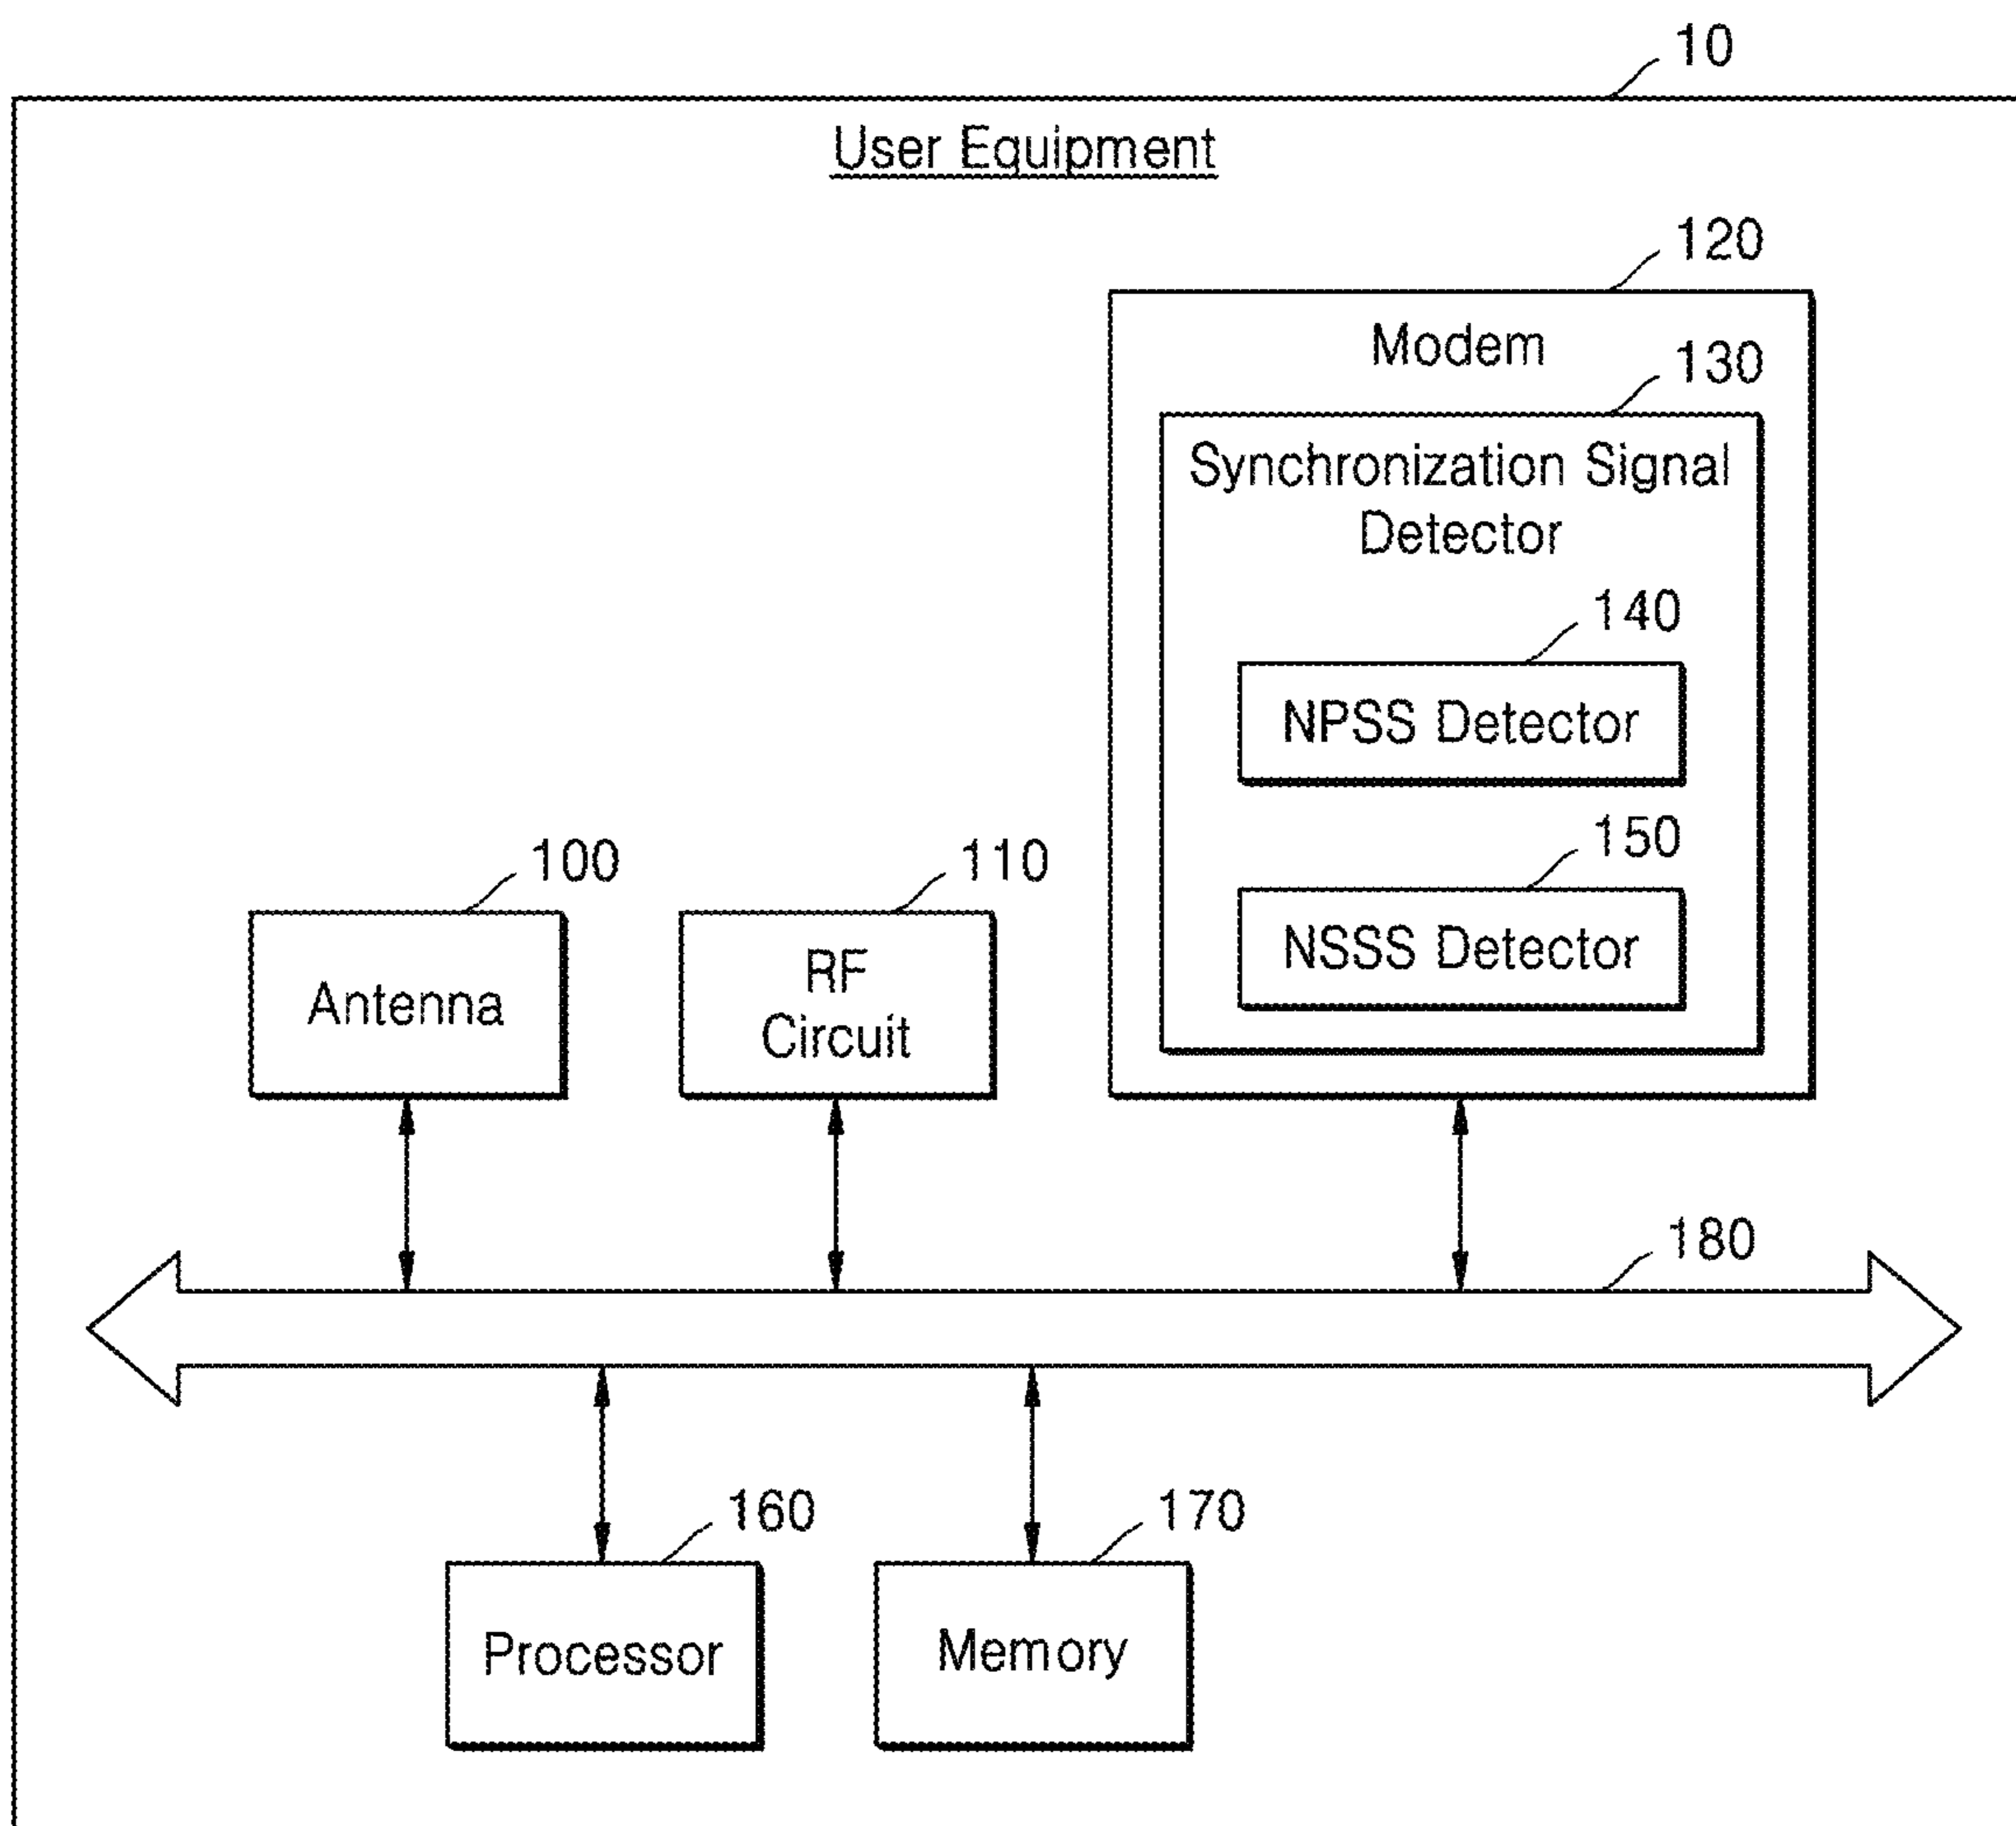 10
User Equipment
120
Modem
130
Synchronization Signal
Detector
140
NPSS Detector
150
NSSS Detector
100
Antenna
110
RF
Circuit
180
160
Processor
170
Memory